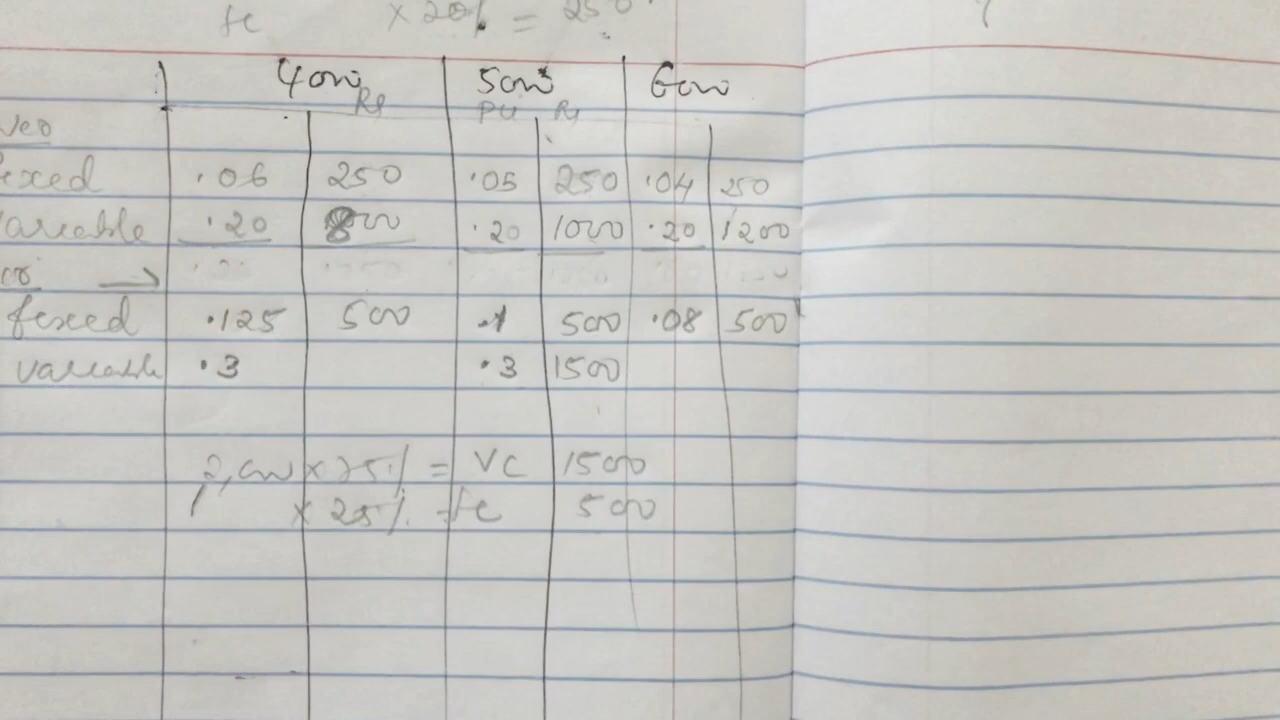 fc × 20% = 250
4000 5000 6000
Rs PU Rs
fixed .06 250 .05 250 .04 250
variable .20 800 .20 1000 .20 1200
fixed .125 500 .1 500 .08 500
variable .3 .3 1500
2,000 × 75% = VC 1500
× 25% = fc 500